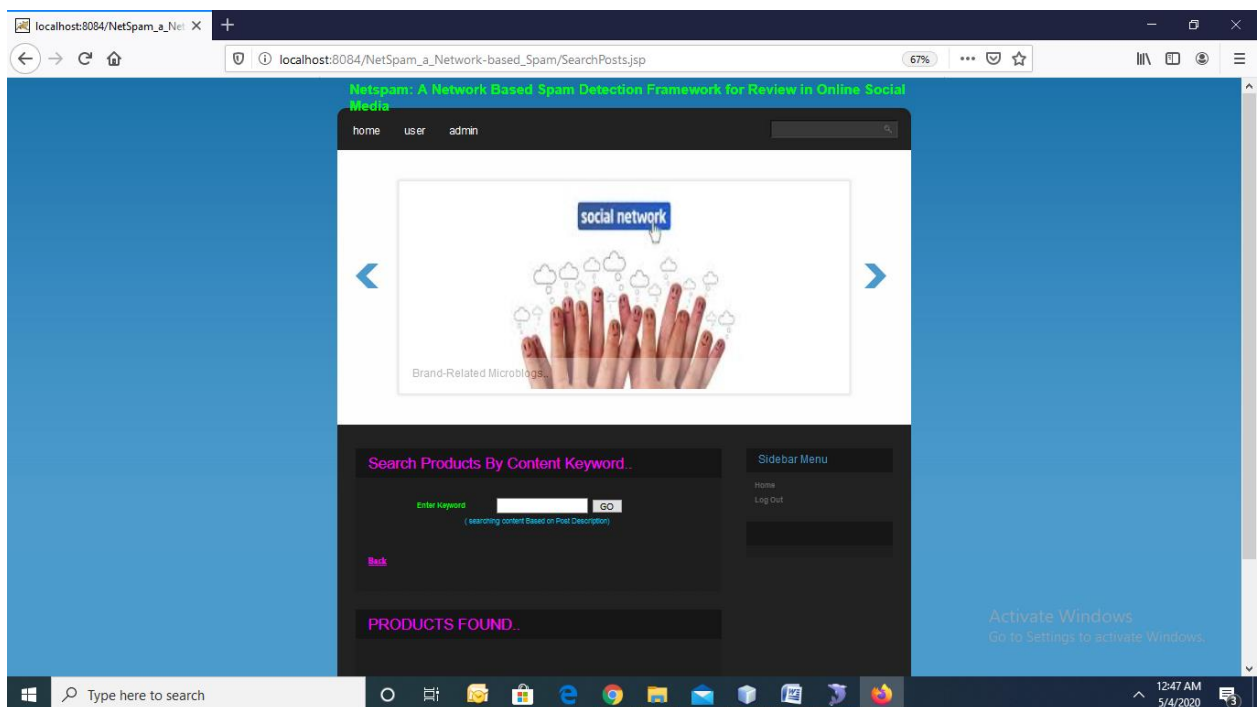 localhost:8084/NetSpam_a_Net
localhost:8084/NetSpam_a_Network-based_Spam/SearchPosts.jsp
67%
Netspam: A Network Based Spam Detection Framework for Review in Online Social
Media
home user admin
social network
Brand-Related Microblogs..
Search Products By Content Keyword..
Enter Keyword GO
( searching content Based on Post Description)
Back
Sidebar Menu
Home
Log Out
PRODUCTS FOUND..
Activate Windows
Go to Settings to activate Windows.
Type here to search
12:47 AM
5/4/2020
3